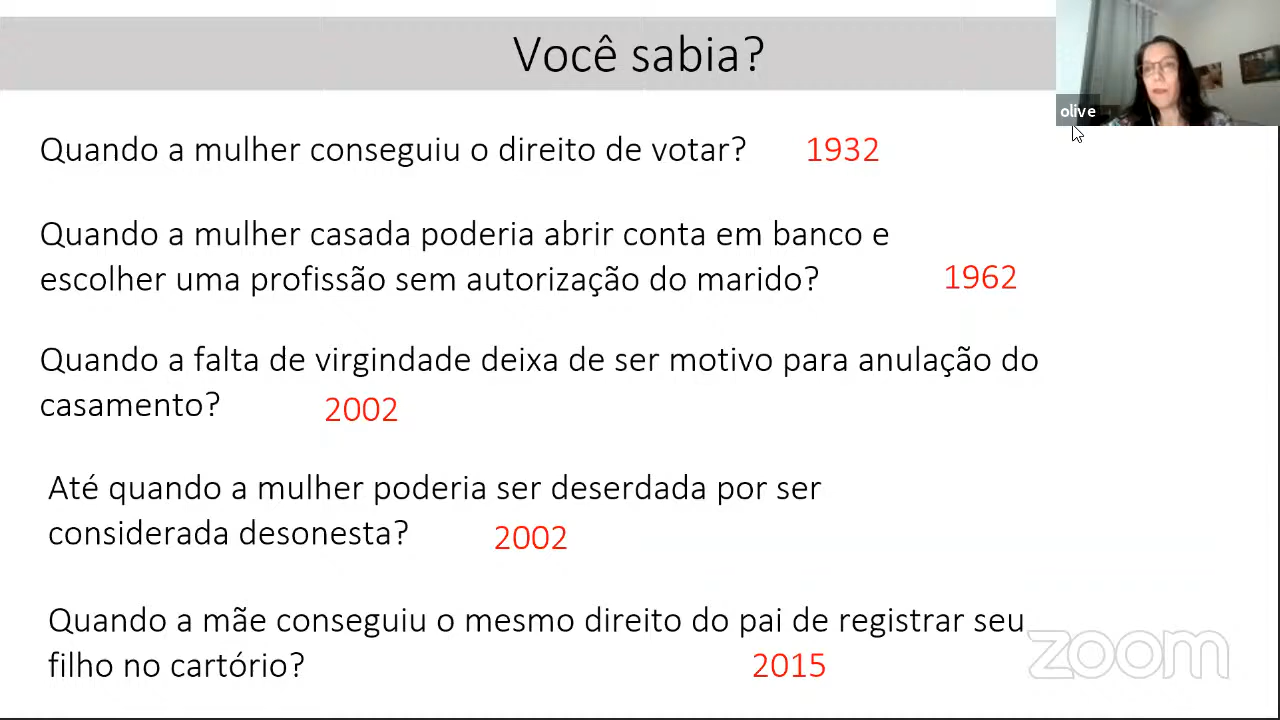 Você sabia?
olive
Quando a mulher conseguiu o direito de votar? 1932
Quando a mulher casada poderia abrir conta em banco e
escolher uma profissão sem autorização do marido? 1962
Quando a falta de virgindade deixa de ser motivo para anulação do
casamento? 2002
Até quando a mulher poderia ser deserdada por ser
considerada desonesta? 2002
Quando a mãe conseguiu o mesmo direito do pai de registrar seu
filho no cartório? 2015
zoom